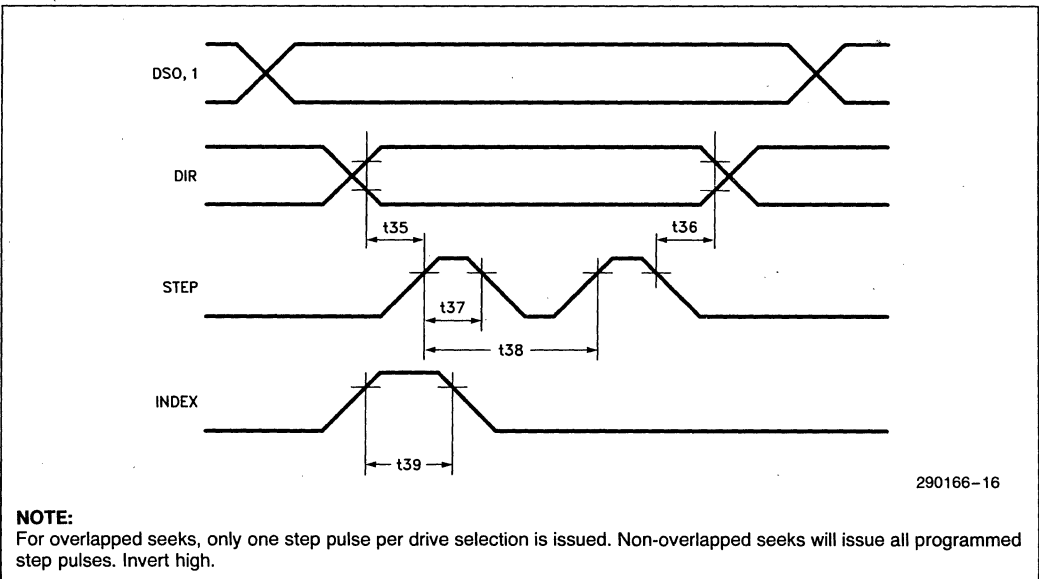 DSO, 1
DIR
t35
t36
STEP
t37
t38
INDEX
t39
290166-16
NOTE:
For overlapped seeks, only one step pulse per drive selection is issued. Non-overlapped seeks will issue all programmed
step pulses. Invert high.